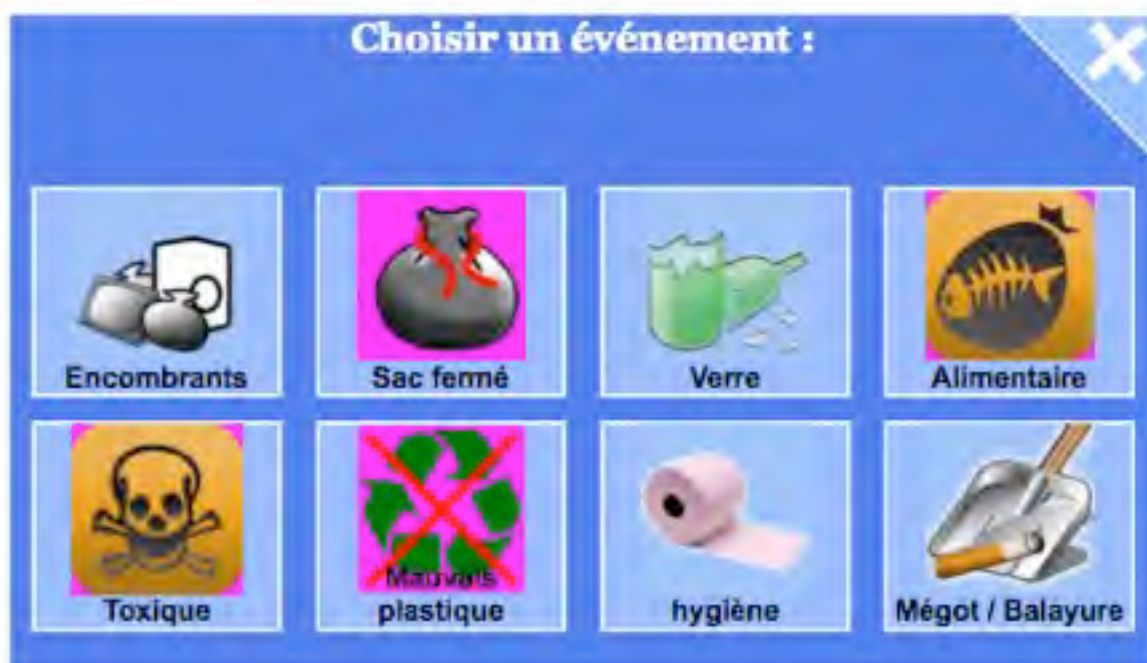 Choisir un événement :
Encombrants
Sac fermé
Verre
Alimentaire
Toxique
Mauvais
plastique
hygiène
Mégot / Balayure